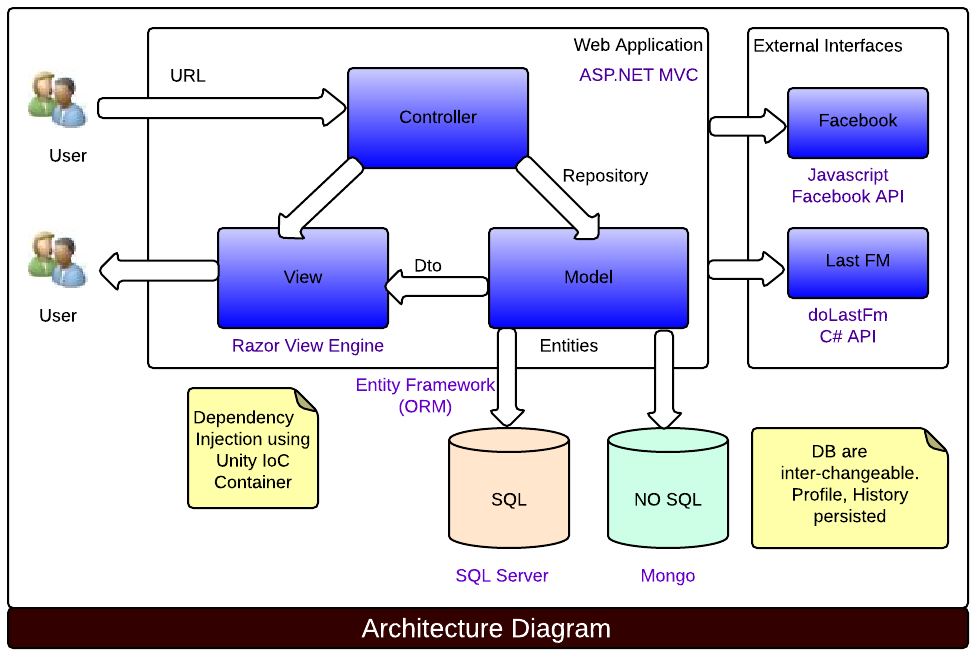 Web Application
External Interfaces
ASP.NET MVC
URL
Controller
Facebook
User
Repository
Javascript
Facebook API
Dto
View
Model
Last FM
User
doLastFm
C# API
Razor View Engine
Entities
Entity Framework
(ORM)
Dependency
Injection using
Unity IoC
Container
SQL
NO SQL
DB are
inter-changeable.
Profile, History
persisted
SQL Server
Mongo
Architecture Diagram